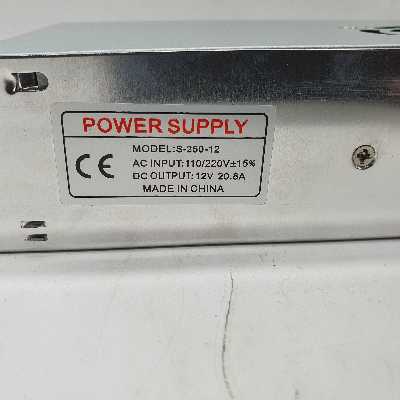 POWER SUPPLY
MODEL:S-250-12
CE
AC INPUT:110/220V±15%
DC OUTPUT:12V 20.8A
MADE IN CHINA